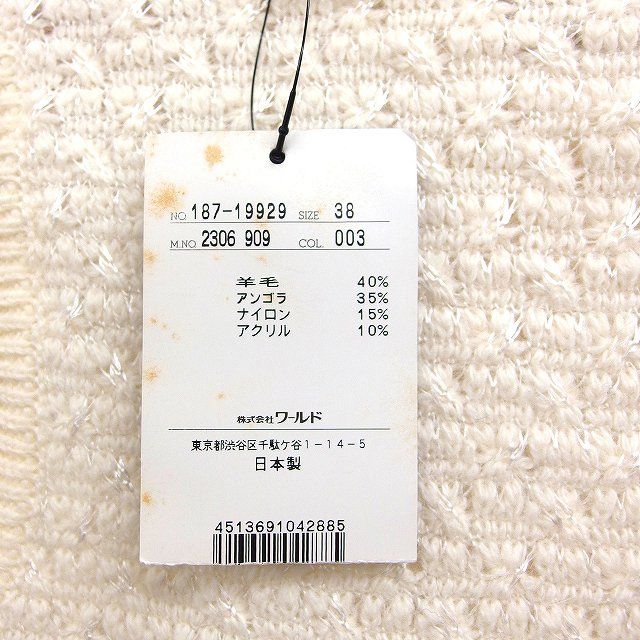 NO. 187-19929 SIZE 38
M.NO. 2306 909 COL. 003
羊毛 40%
アンゴラ 35%
ナイロン 15%
アクリル 10%
株式会社ワールド
東京都渋谷区千駄ケ谷1-14-5
日本製
4513691042885